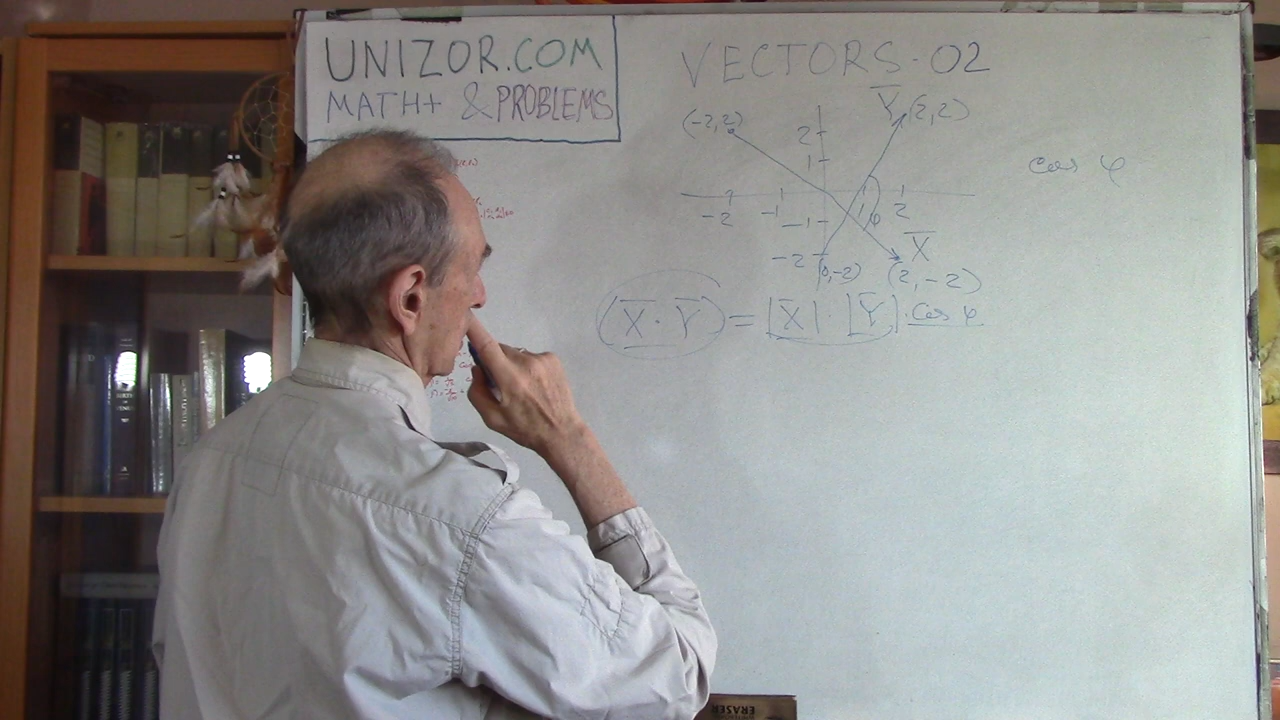 UNIZOR.COM
MATH+ & PROBLEMS
VECTORS·02
(-2,2)
2
Y̅ (2,2)
1
cos φ
-2 -1 1 2
-1
φ
X̅
-2 (0,-2) (2,-2)
(X̅ · Y̅) = |X̅| · |Y̅| · cos φ
ERASER